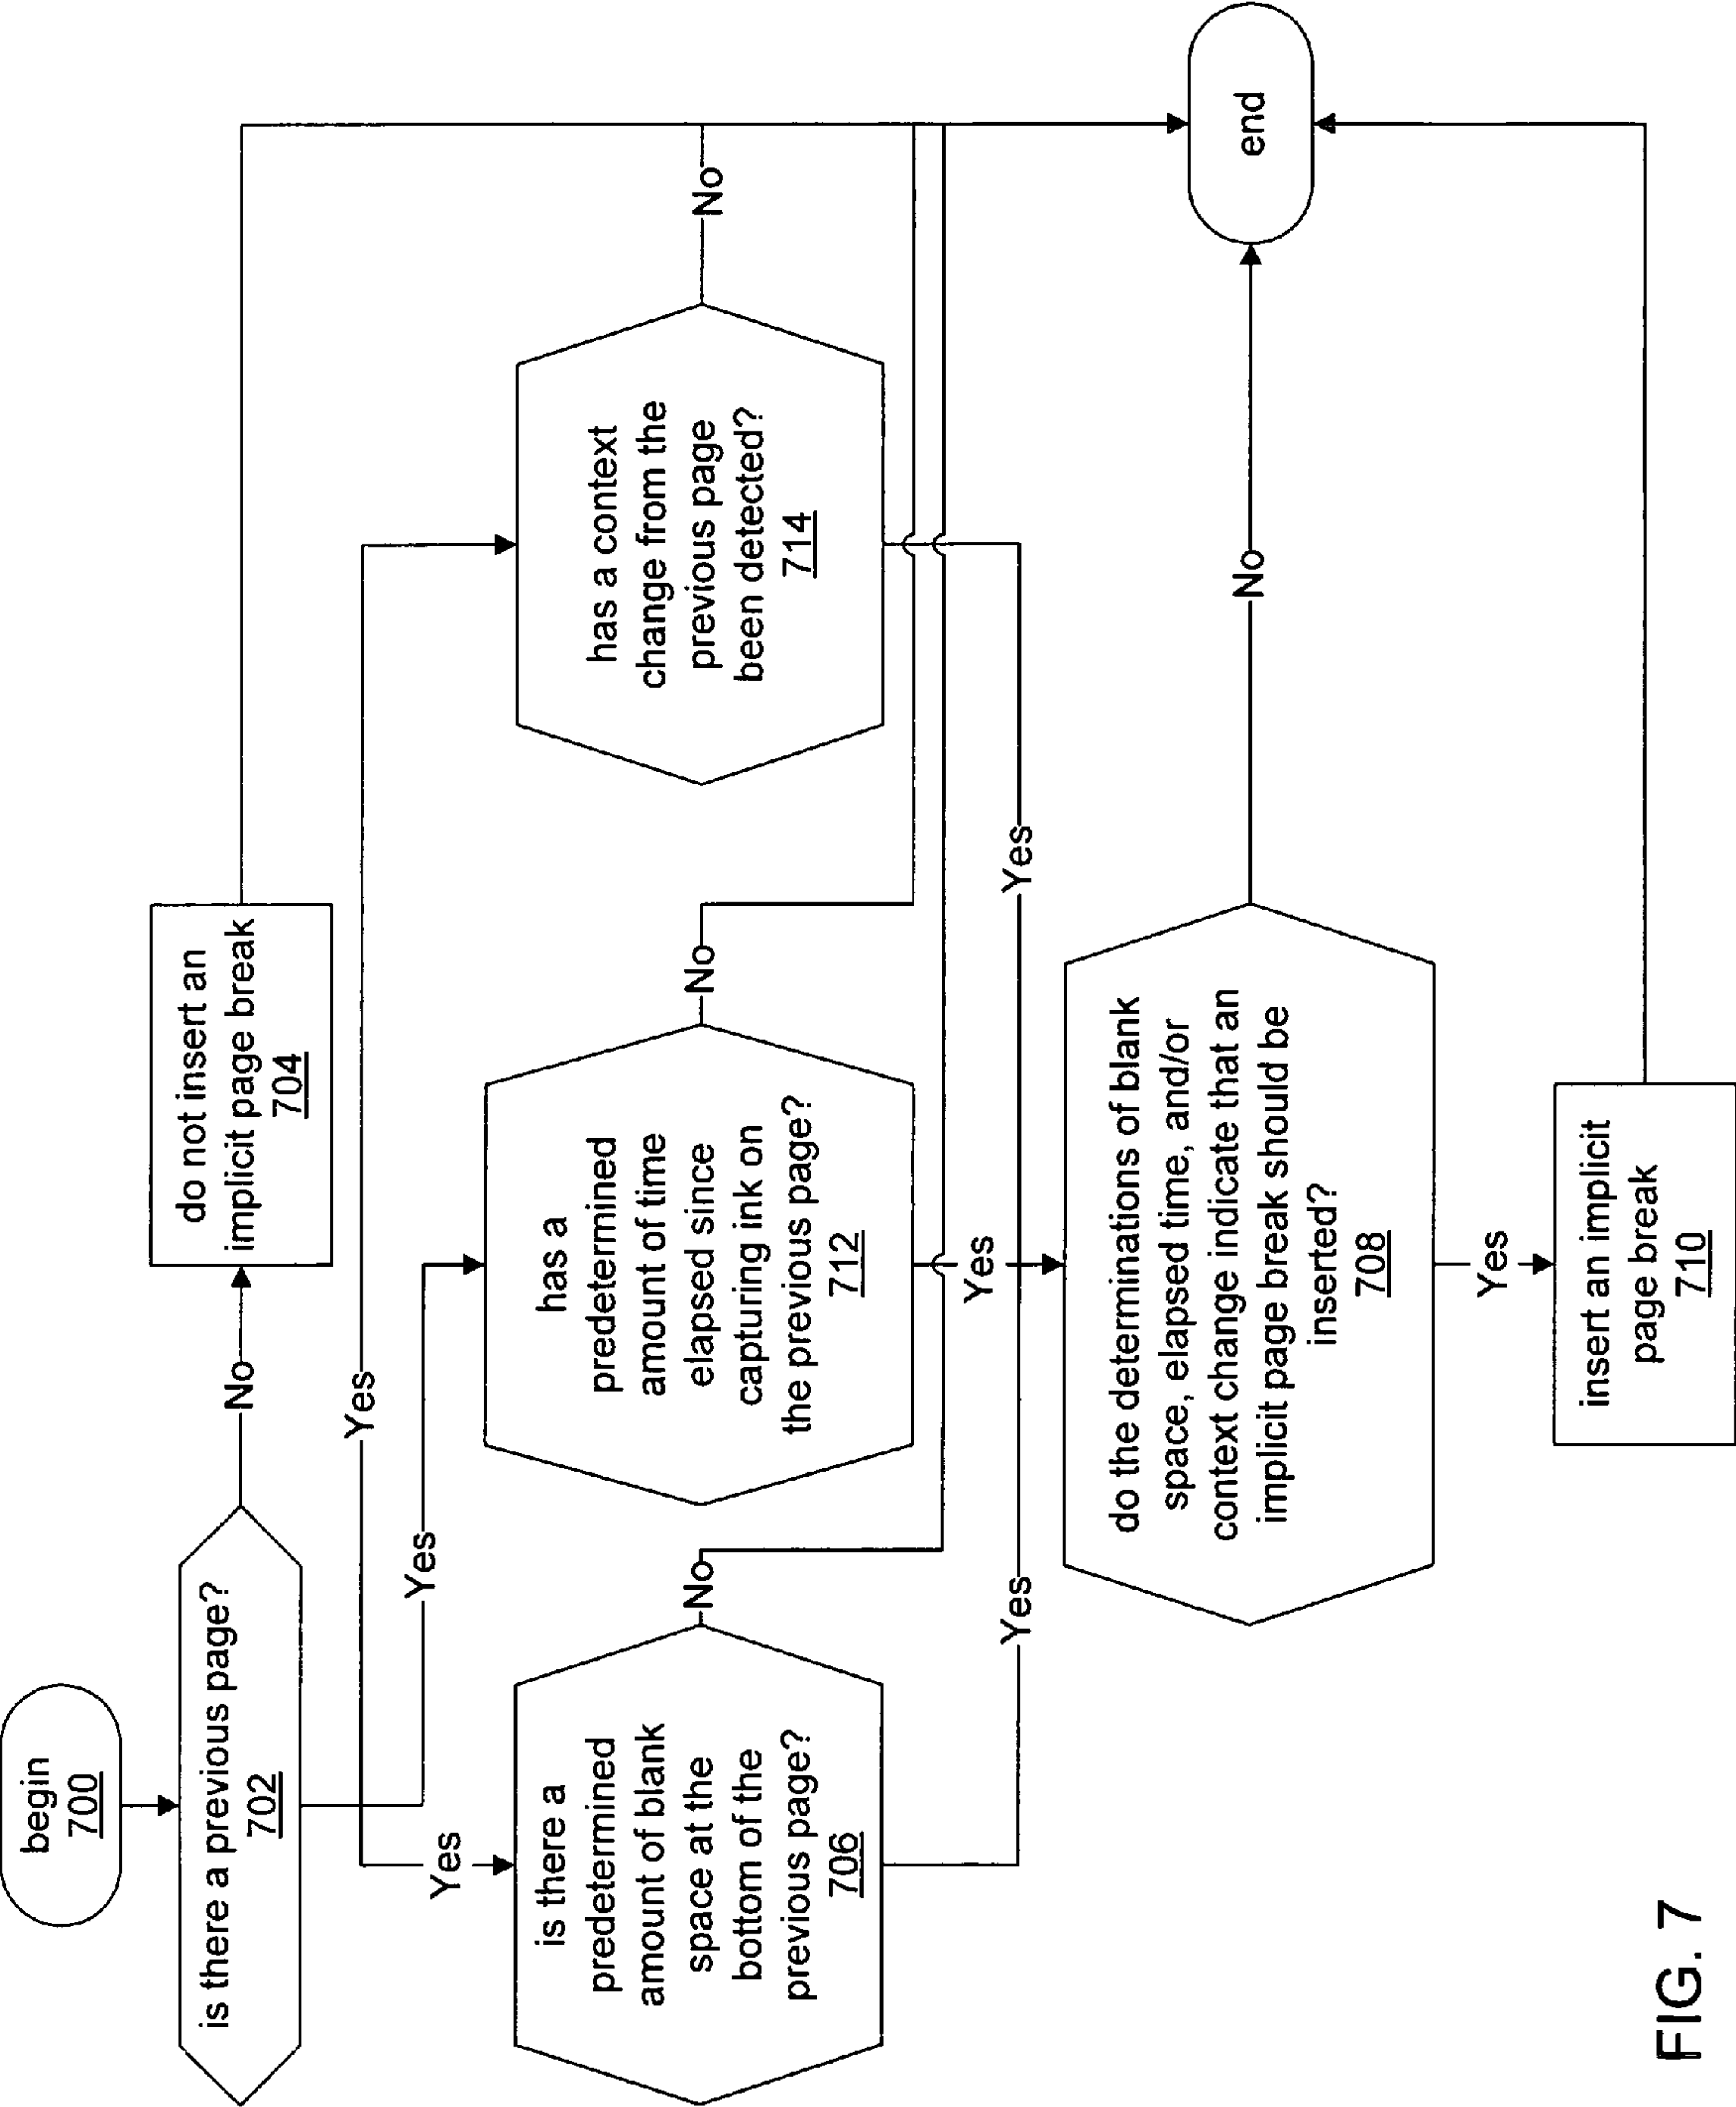 begin
700
is there a previous page?
702
No
do not insert an
implicit page break
704
Yes
Yes
Yes
is there a
predetermined
amount of blank
space at the
bottom of the
previous page?
706
No
has a
predetermined
amount of time
elapsed since
capturing ink on
the previous page?
712
No
has a context
change from the
previous page
been detected?
714
No
Yes
Yes
Yes
do the determinations of blank
space, elapsed time, and/or
context change indicate that an
implicit page break should be
inserted?
708
No
end
Yes
insert an implicit
page break
710
FIG. 7